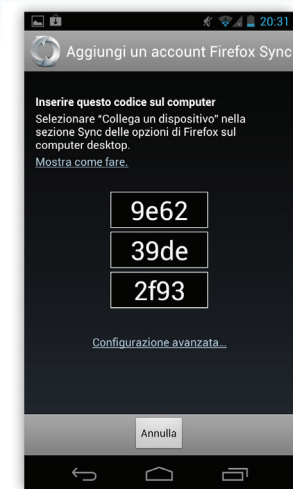 20:31
Aggiungi un account Firefox Sync
Inserire questo codice sul computer
Selezionare "Collega un dispositivo" nella
sezione Sync delle opzioni di Firefox sul
computer desktop.
Mostra come fare.
9e62
39de
2f93
Configurazione avanzata...
Annulla